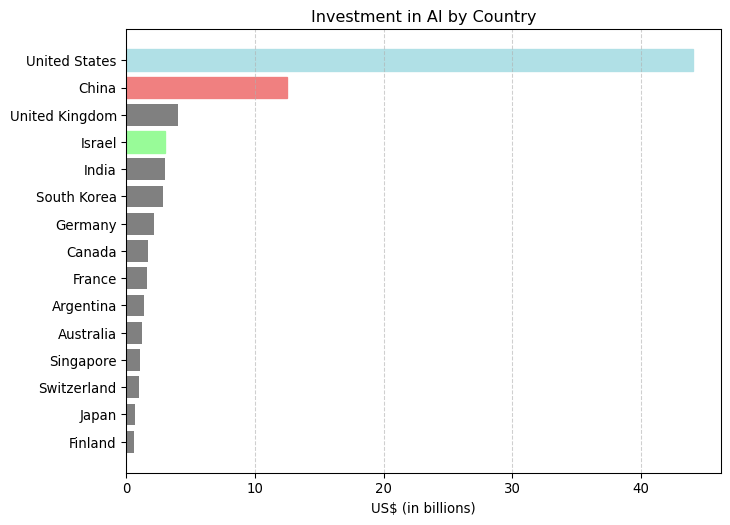 Investment in AI by Country
United States
China
United Kingdom
Israel
India
South Korea
Germany
Canada
France
Argentina
Australia
Singapore
Switzerland
Japan
Finland
0 10 20 30 40
US$ (in billions)